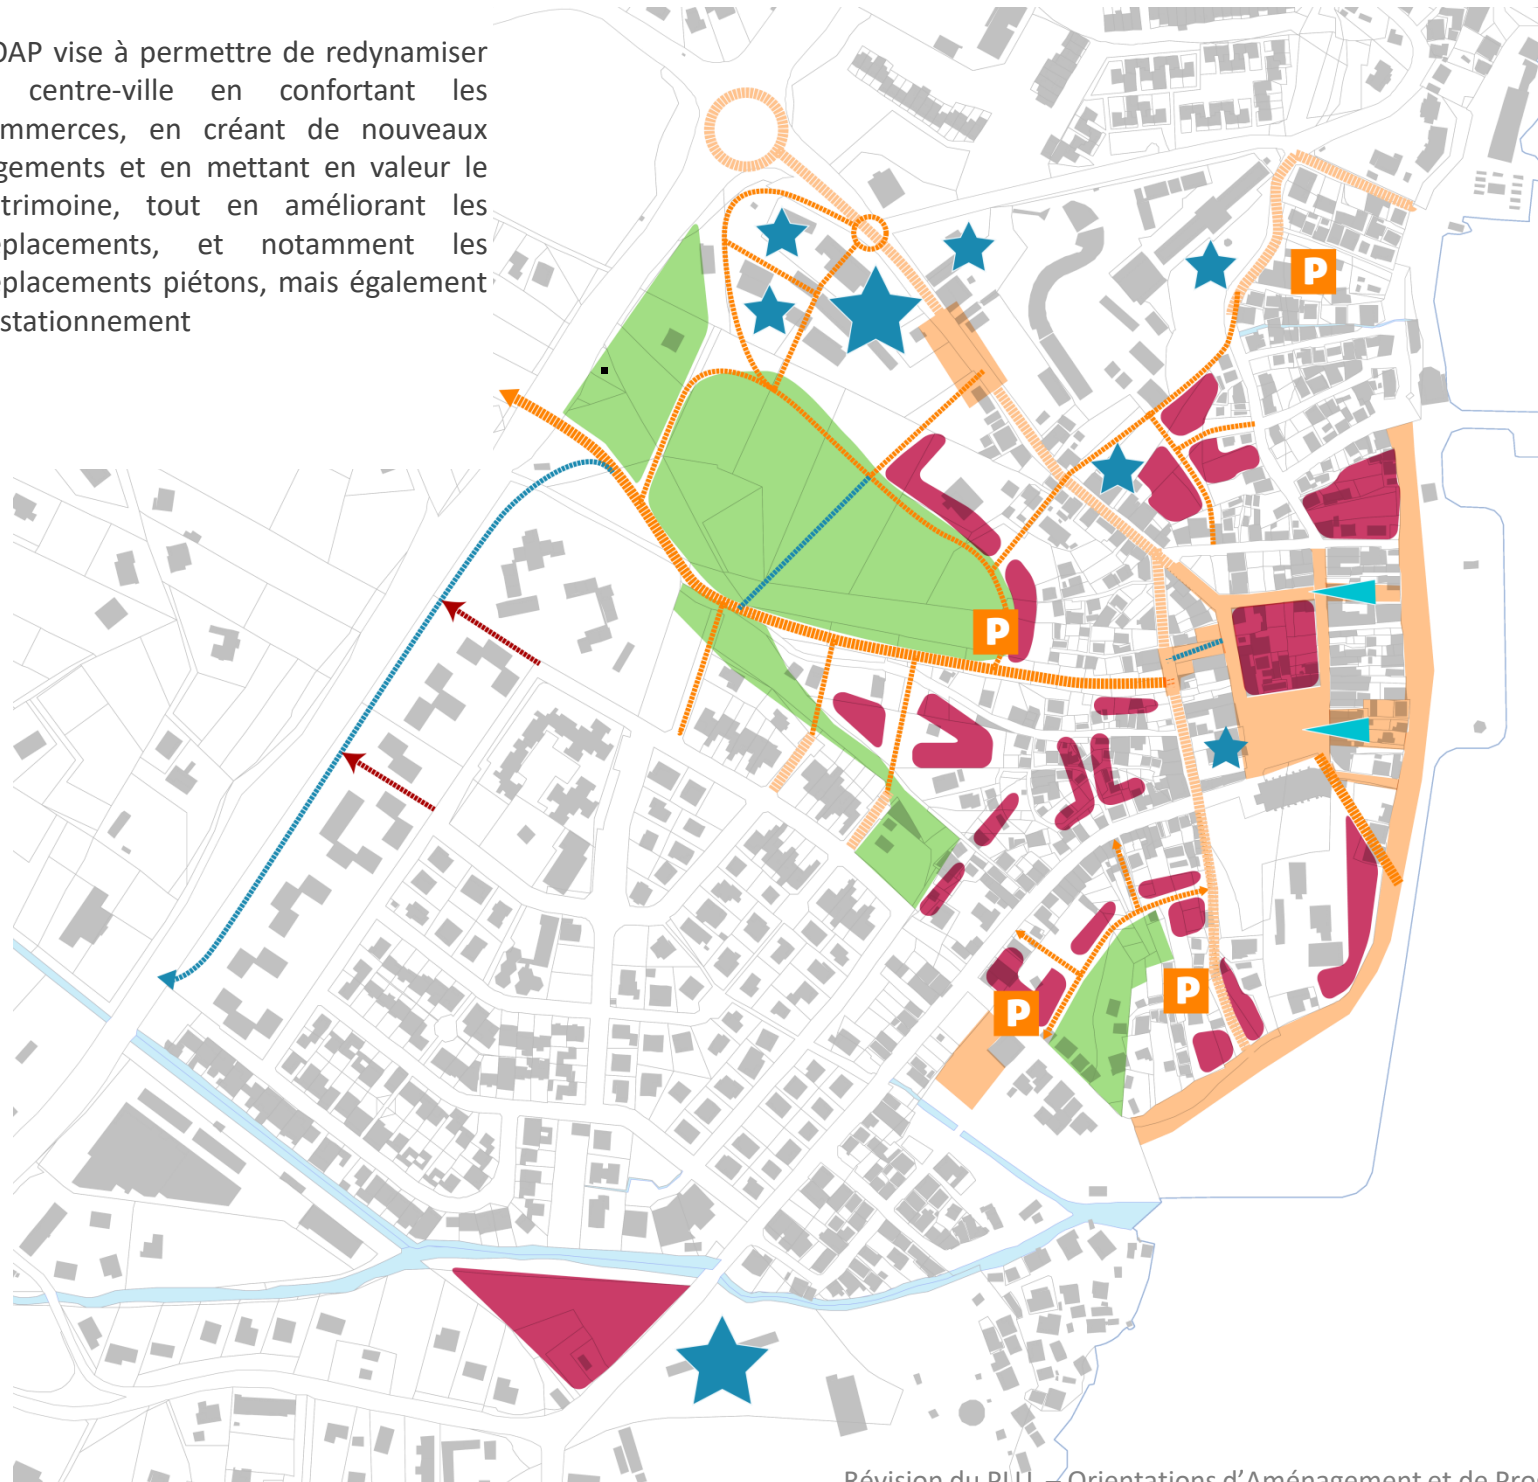 OAP vise à permettre de redynamiser
centre-ville en confortant les
mmerces, en créant de nouveaux
gements et en mettant en valeur le
trimoine, tout en améliorant les
placements, et notamment les
placements piétons, mais également
stationnement
P
P
P
P
Révision du PLU – Orientations d'Aménagement et de Pro